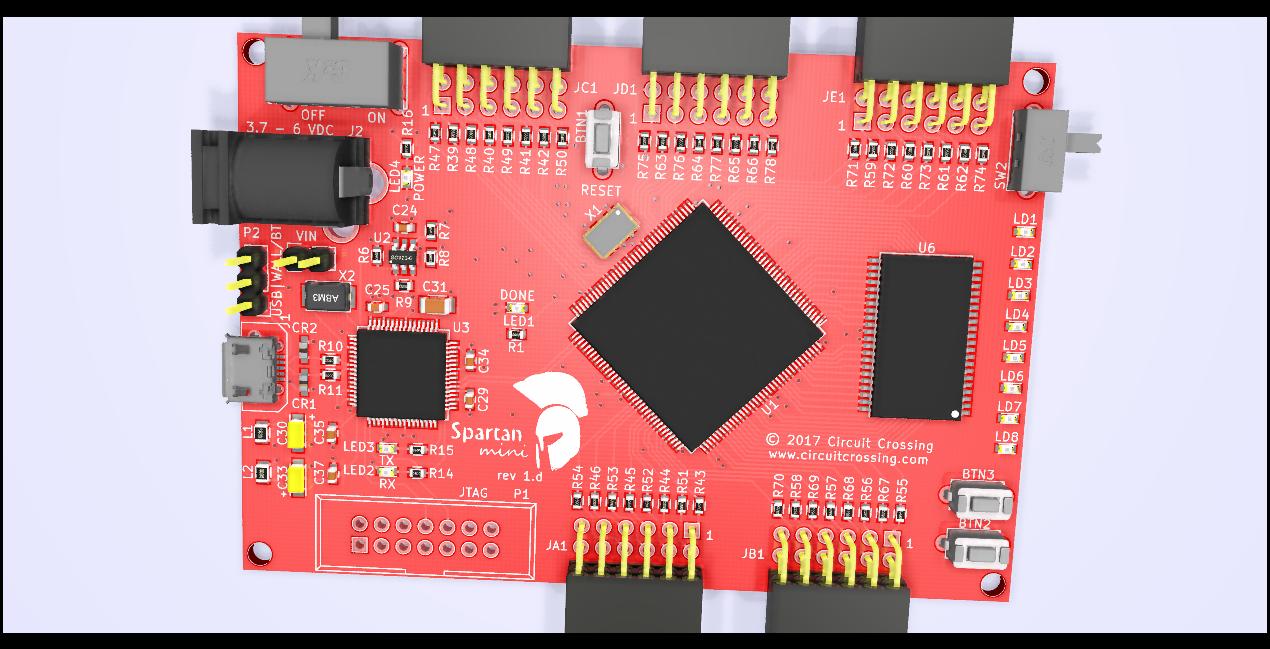 OFF
ON
3.7 - 6 VDC
J2
R16
LED4
POWER
JC1
1
R47
R39
R48
R40
R49
R41
R42
R50
BTN1
RESET
JD1
1
R75
R63
R76
R64
R77
R65
R66
R78
JE1
1
R71
R59
R72
R60
R73
R61
R62
R74
SW2
P2
VIN
USB|WALL/BT
C24
U2
R6
R7
R8
R9
X2
ABM3
C25
C31
X1
U6
LD1
LD2
LD3
LD4
LD5
LD6
LD7
LD8
DONE
LED1
R1
J1
CR2
R10
R11
CR1
U3
C34
C29
U1
L1
C30
+
C35
L2
C33
+
C37
LED3
TX
R15
LED2
RX
R14
Spartan
mini
rev 1.d
© 2017 Circuit Crossing
www.circuitcrossing.com
JTAG
P1
R54
R46
R53
R45
R52
R44
R51
R43
JA1
1
R70
R58
R69
R57
R68
R56
R67
R55
JB1
1
BTN3
BTN2